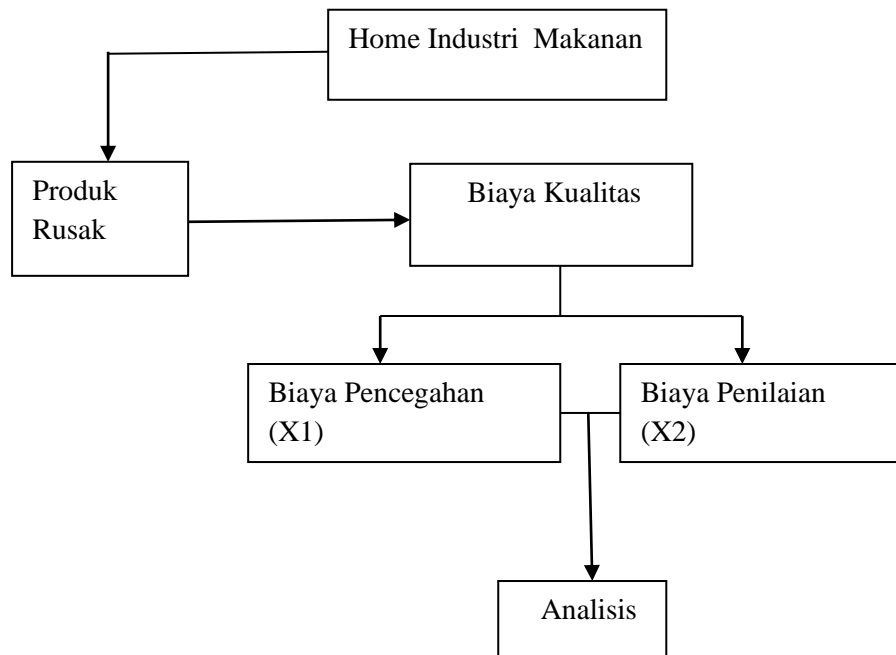 Home Industri  Makanan
Produk
Rusak
Biaya Kualitas
Biaya Pencegahan
(X1)
Biaya Penilaian
(X2)
Analisis